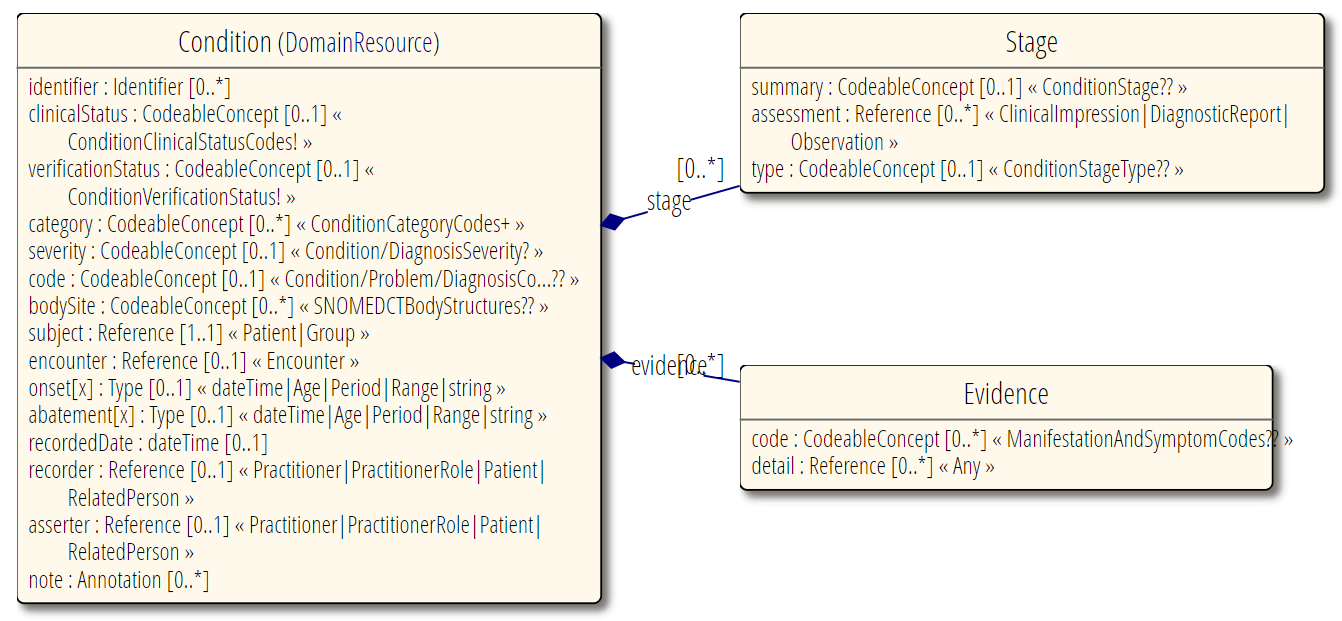 Condition (DomainResource)
identifier : Identifier [0..*]
clinicalStatus : CodeableConcept [0..1] «
ConditionClinicalStatusCodes! »
verificationStatus : CodeableConcept [0..1] «
ConditionVerificationStatus! »
category : CodeableConcept [0..*] « ConditionCategoryCodes+ »
severity : CodeableConcept [0..1] « Condition/DiagnosisSeverity? »
code : CodeableConcept [0..1] « Condition/Problem/DiagnosisCo...?? »
bodySite : CodeableConcept [0..*] « SNOMEDCTBodyStructures?? »
subject : Reference [1..1] « Patient|Group »
encounter : Reference [0..1] « Encounter »
onset[x] : Type [0..1] « dateTime|Age|Period|Range|string »
abatement[x] : Type [0..1] « dateTime|Age|Period|Range|string »
recordedDate : dateTime [0..1]
recorder : Reference [0..1] « Practitioner|PractitionerRole|Patient|
RelatedPerson »
asserter : Reference [0..1] « Practitioner|PractitionerRole|Patient|
RelatedPerson »
note : Annotation [0..*]
[0..*]
stage
Stage
summary : CodeableConcept [0..1] « ConditionStage?? »
assessment : Reference [0..*] « ClinicalImpression|DiagnosticReport|
Observation »
type : CodeableConcept [0..1] « ConditionStageType?? »
evidence
[0..*]
Evidence
code : CodeableConcept [0..*] « ManifestationAndSymptomCodes?? »
detail : Reference [0..*] « Any »